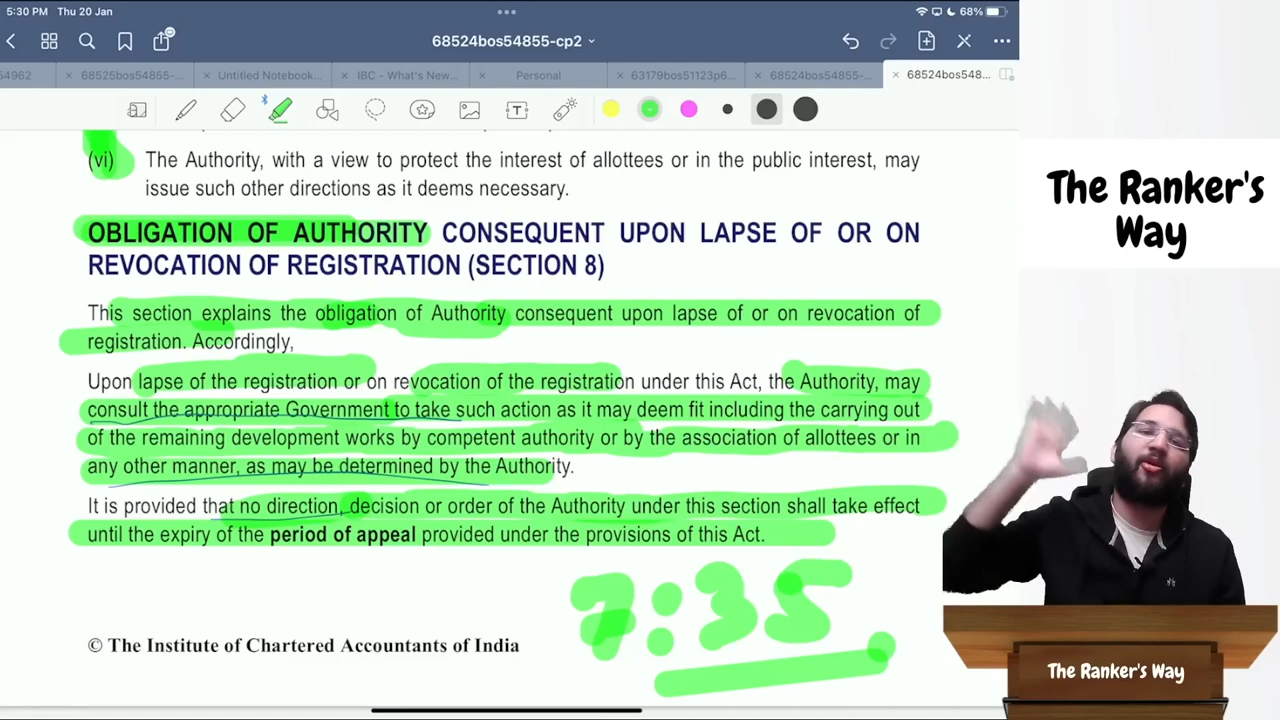 5:30 PM Thu 20 Jan
68%
68524bos54855-cp2
54962
68525bos54855-...
Untitled Notebook...
IBC - What's New...
Personal
63179bos51123p6...
68524bos54855-...
68524bos548...
(vi) The Authority, with a view to protect the interest of allottees or in the public interest, may
issue such other directions as it deems necessary.
OBLIGATION OF AUTHORITY CONSEQUENT UPON LAPSE OF OR ON
REVOCATION OF REGISTRATION (SECTION 8)
This section explains the obligation of Authority consequent upon lapse of or on revocation of
registration. Accordingly,
Upon lapse of the registration or on revocation of the registration under this Act, the Authority, may
consult the appropriate Government to take such action as it may deem fit including the carrying out
of the remaining development works by competent authority or by the association of allottees or in
any other manner, as may be determined by the Authority.
It is provided that no direction, decision or order of the Authority under this section shall take effect
until the expiry of the period of appeal provided under the provisions of this Act.
7:35
© The Institute of Chartered Accountants of India
The Ranker's
Way
The Ranker's Way